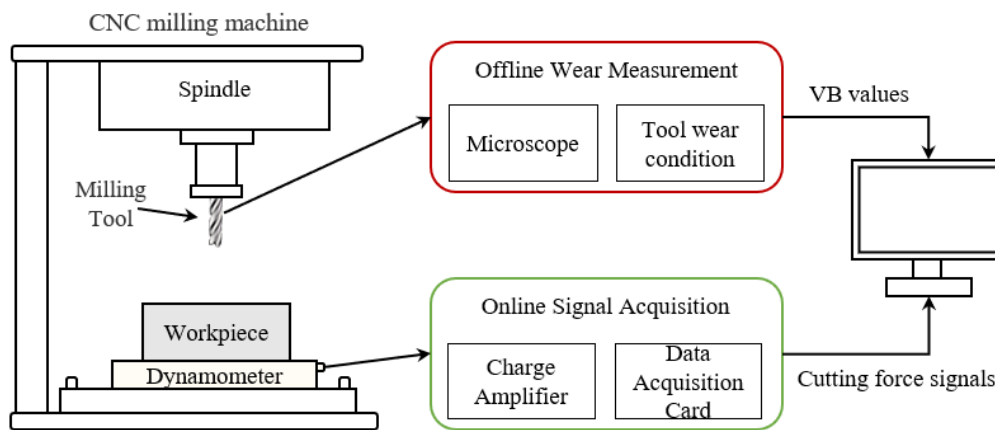 CNC milling machine
Spindle
Milling
Tool
Workpiece
Dynamometer
Offline Wear Measurement
Microscope
Tool wear
condition
VB values
Online Signal Acquisition
Charge
Amplifier
Data
Acquisition
Card
Cutting force signals